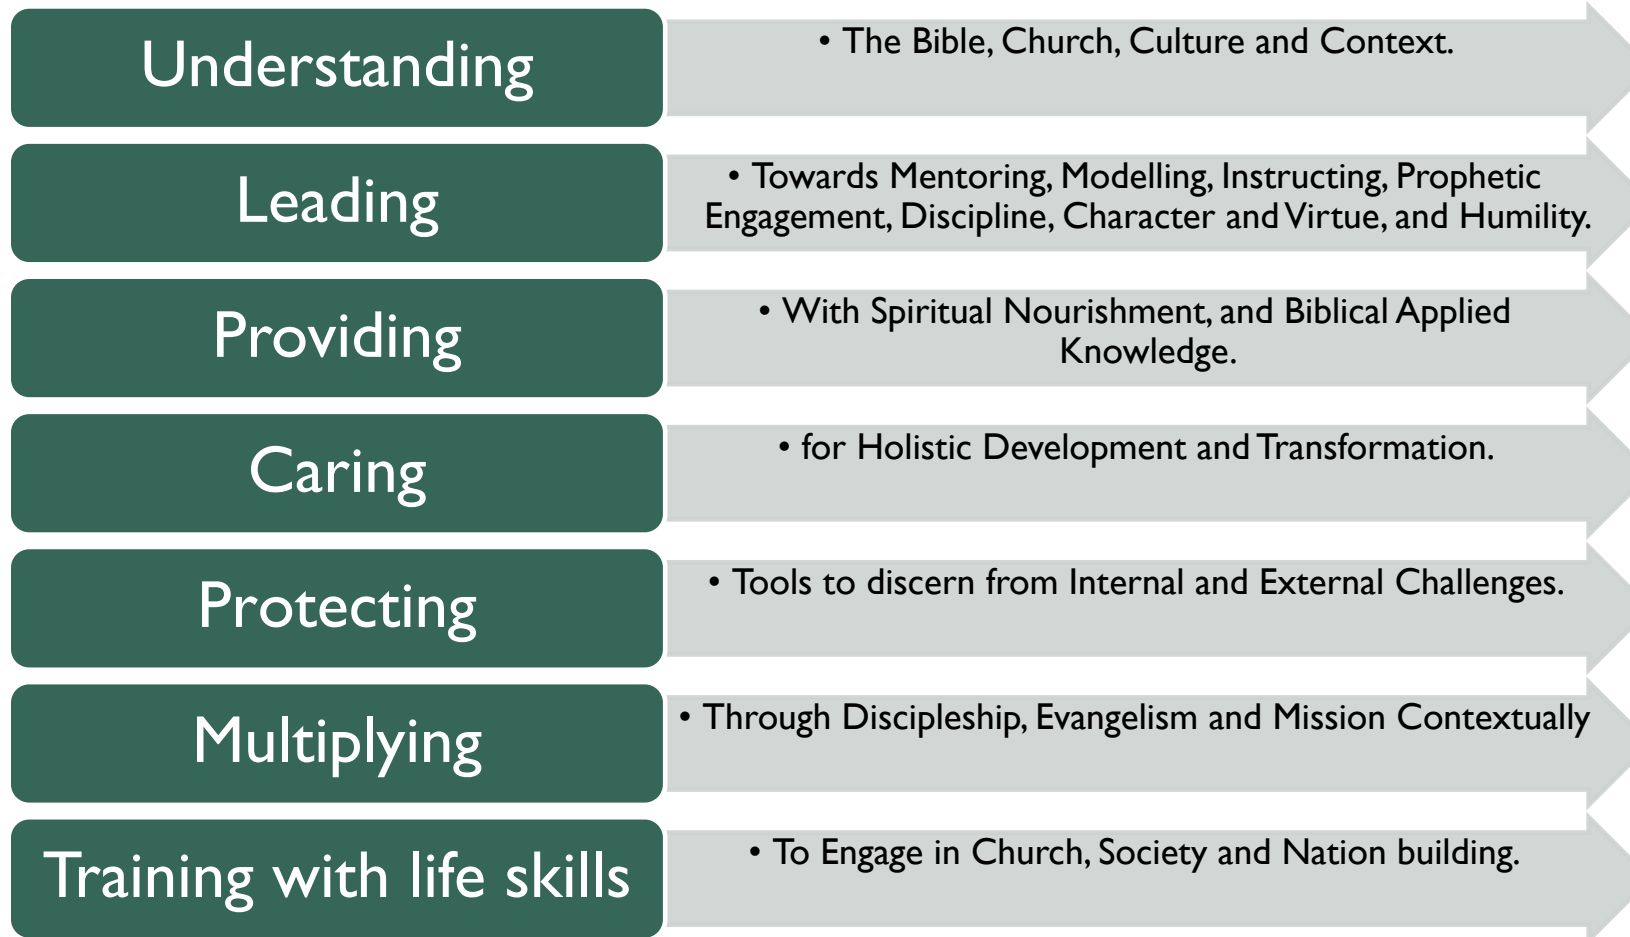 Understanding
• The Bible, Church, Culture and Context.
Leading
• Towards Mentoring, Modelling, Instructing, Prophetic
Engagement, Discipline, Character and Virtue, and Humility.
Providing
• With Spiritual Nourishment, and Biblical Applied
Knowledge.
Caring
• for Holistic Development and Transformation.
Protecting
• Tools to discern from Internal and External Challenges.
Multiplying
• Through Discipleship, Evangelism and Mission Contextually
Training with life skills
• To Engage in Church, Society and Nation building.